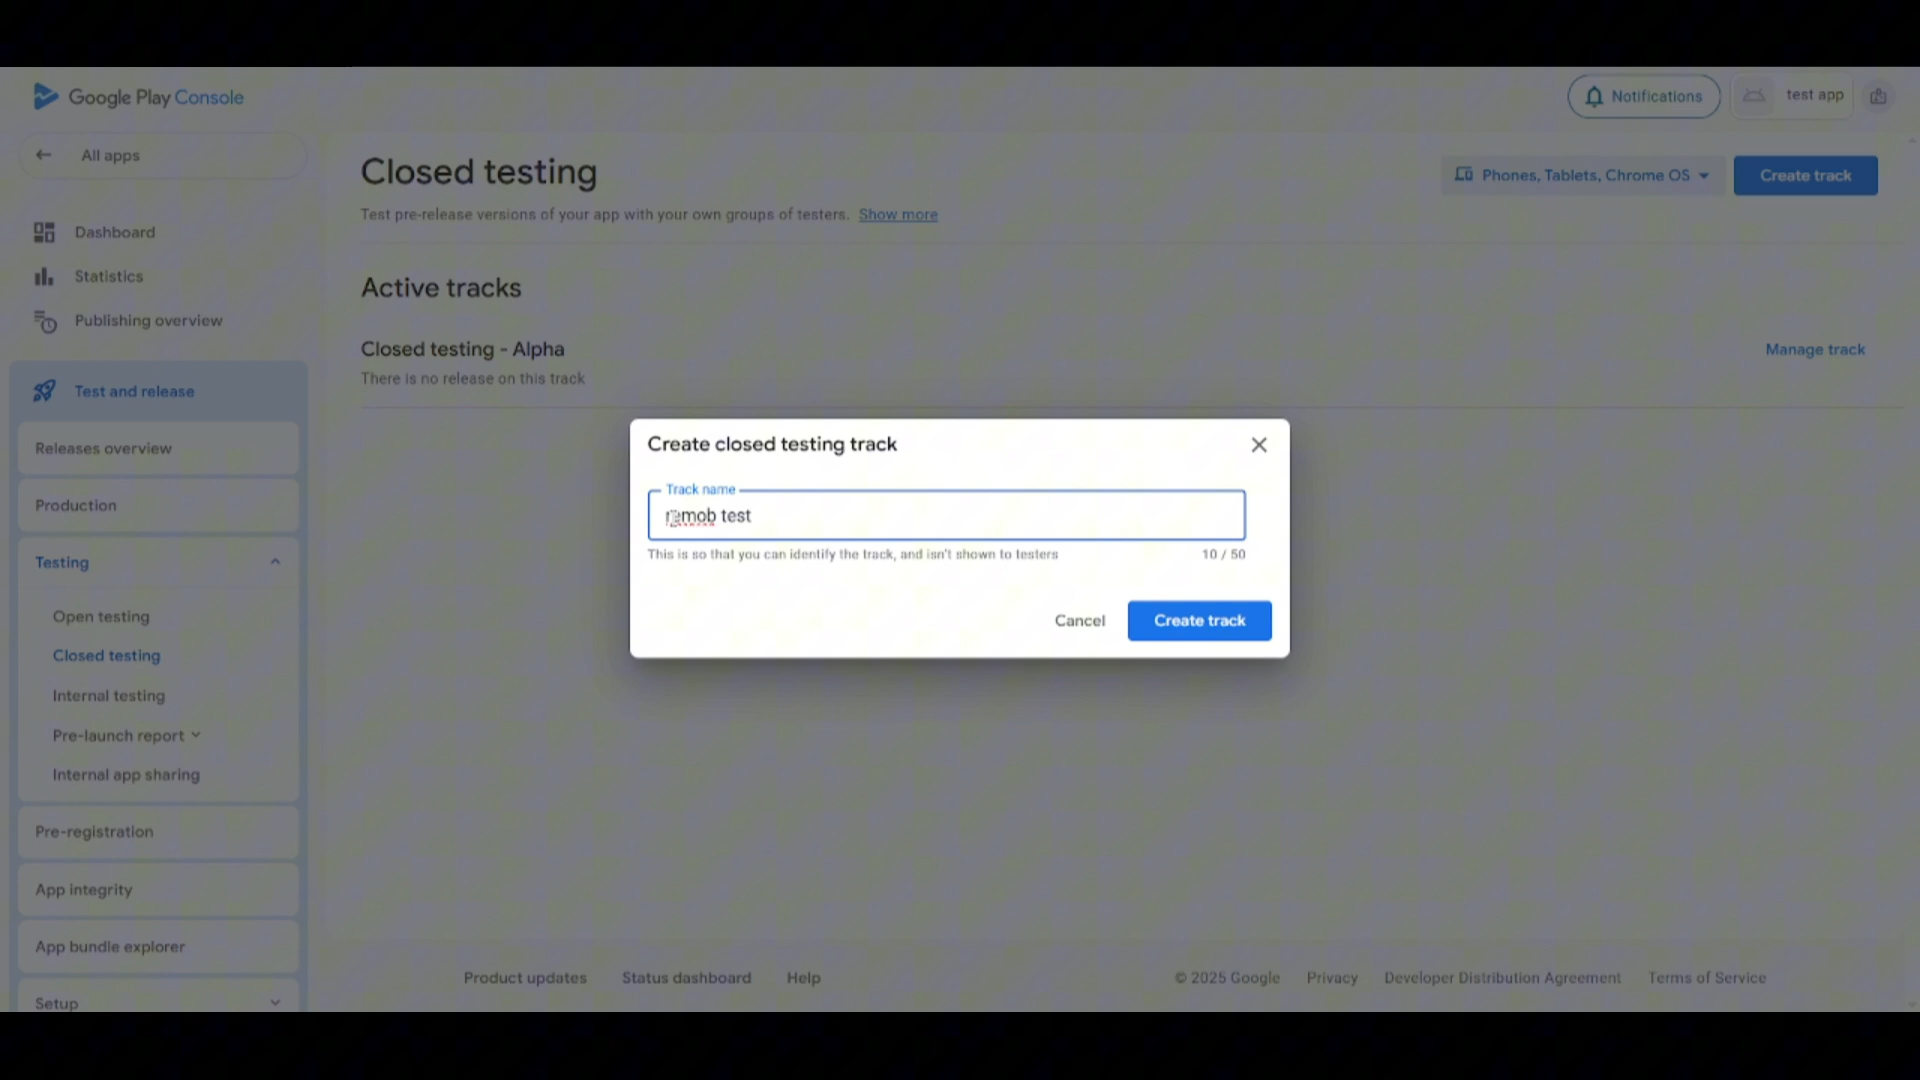 Google Play Console
Notifications
test app
All apps
Closed testing
Phones, Tablets, Chrome OS
Create track
Test pre-release versions of your app with your own groups of testers. Show more
Dashboard
Statistics
Publishing overview
Test and release
Releases overview
Production
Testing
Open testing
Closed testing
Internal testing
Pre-launch report
Internal app sharing
Pre-registration
App integrity
App bundle explorer
Setup
Active tracks
Closed testing - Alpha
Manage track
There is no release on this track
Create closed testing track
Track name
test
This is so that you can identify the track, and isn't shown to testers
10 / 50
Cancel
Create track
Product updates
Status dashboard
Help
© 2025 Google
Privacy
Developer Distribution Agreement
Terms of Service